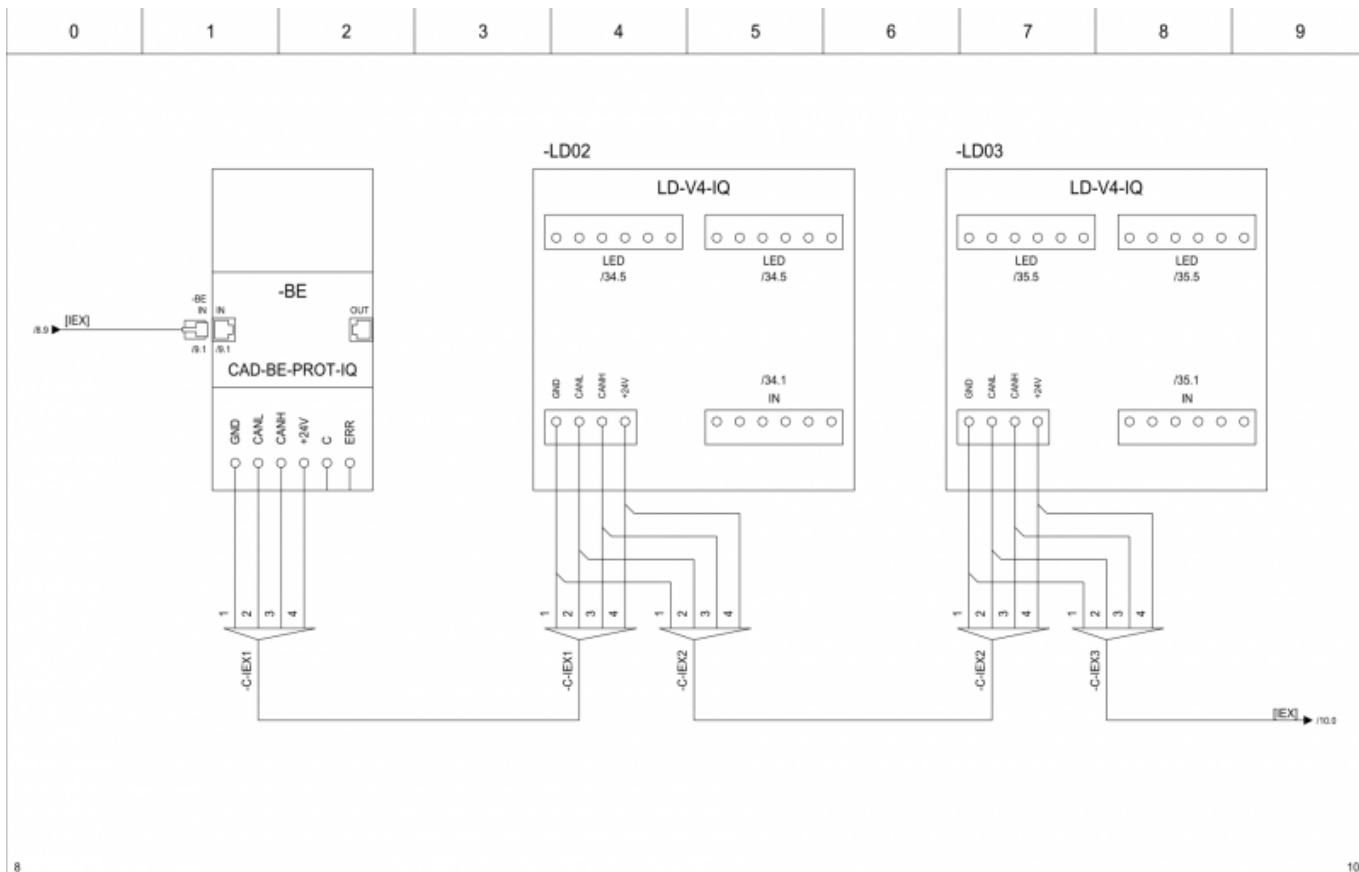 0 1 2 3 4 5 6 7 8 9
-LD02 -LD03
LD-V4-IQ LD-V4-IQ
LED LED LED LED
/34.5 /34.5 /35.5 /35.5
-BE
-BE
IN IN OUT
/8.9 [IEX]
/9.1 /9.1
CAD-BE-PROT-IQ
GND CANL CANH +24V /34.1 GND CANL CANH +24V /35.1
IN IN
GND CANL CANH +24V C ERR
1 2 3 4 1 2 3 4 1 2 3 4 1 2 3 4 1 2 3 4
-C-IEX1 -C-IEX1 -C-IEX2 -C-IEX2 -C-IEX3
[IEX] /10.0
8 10